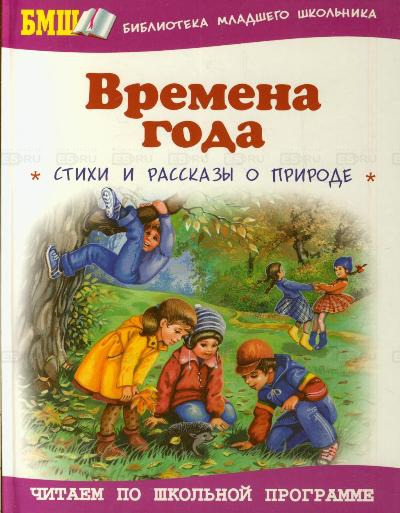 БМШ
БИБЛИОТЕКА МЛАДШЕГО ШКОЛЬНИКА
Времена
года
* СТИХИ И РАССКАЗЫ О ПРИРОДЕ *
ЧИТАЕМ ПО ШКОЛЬНОЙ ПРОГРАММЕ